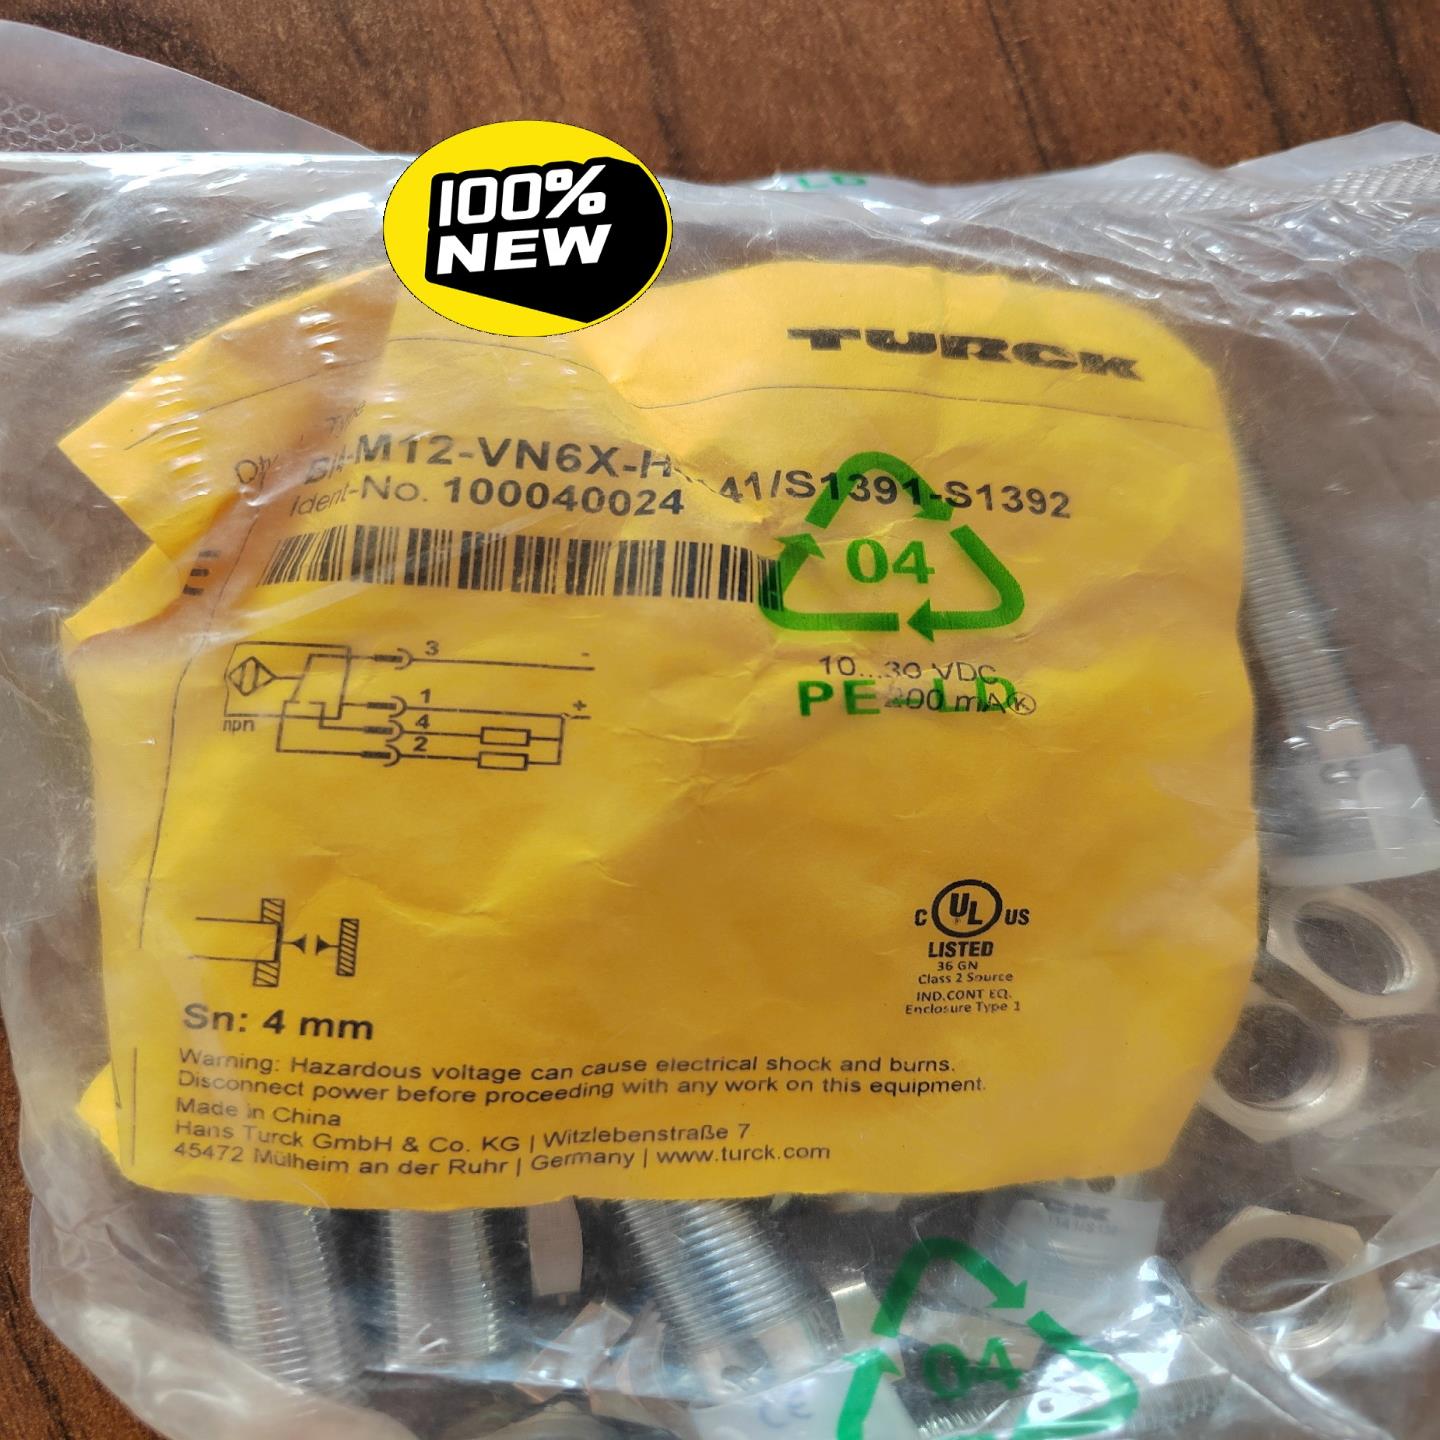 100%
NEW
LD
TURCK
Type
-M12-VN6X-H 41/S1391-S1392
Ident-No. 100040024
04
3 -
1 +
4
2
npn
10...30 VDC
200 mA K
PE-LD
C UL US
LISTED
36 GN
Class 2 Source
IND.CONT EQ.
Enclosure Type 1
Sn: 4 mm
Warning: Hazardous voltage can cause electrical shock and burns.
Disconnect power before proceeding with any work on this equipment.
Made in China
Hans Turck GmbH & Co. KG | Witzlebenstraße 7
45472 Mülheim an der Ruhr | Germany | www.turck.com
CE
04
CE